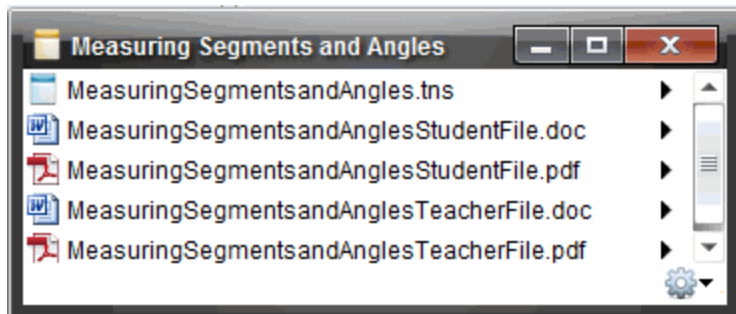 Measuring Segments and Angles
MeasuringSegmentsandAngles.tns
MeasuringSegmentsandAnglesStudentFile.doc
MeasuringSegmentsandAnglesStudentFile.pdf
MeasuringSegmentsandAnglesTeacherFile.doc
MeasuringSegmentsandAnglesTeacherFile.pdf